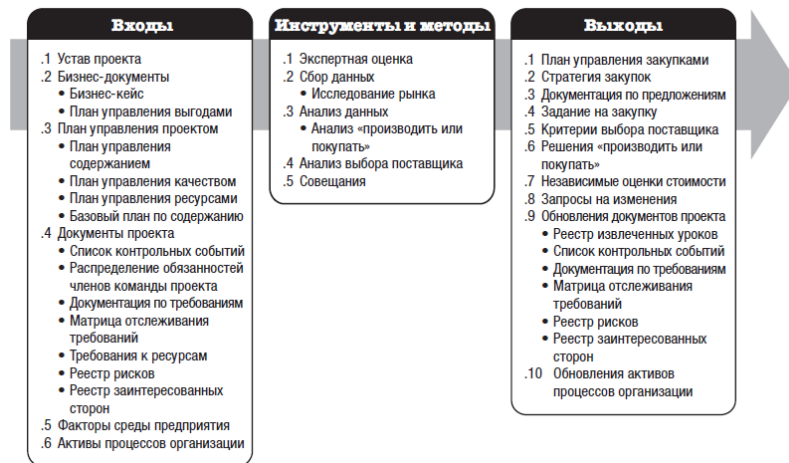 Входы
.1 Устав проекта
.2 Бизнес-документы
• Бизнес-кейс
• План управления выгодами
.3 План управления проектом
• План управления
содержанием
• План управления качеством
• План управления ресурсами
• Базовый план по содержанию
.4 Документы проекта
• Список контрольных событий
• Распределение обязанностей
членов команды проекта
• Документация по требованиям
• Матрица отслеживания
требований
• Требования к ресурсам
• Реестр рисков
• Реестр заинтересованных
сторон
.5 Факторы среды предприятия
.6 Активы процессов организации
Инструменты и методы
.1 Экспертная оценка
.2 Сбор данных
• Исследование рынка
.3 Анализ данных
• Анализ «производить или
покупать»
.4 Анализ выбора поставщика
.5 Совещания
Выходы
.1 План управления закупками
.2 Стратегия закупок
.3 Документация по предложениям
.4 Задание на закупку
.5 Критерии выбора поставщика
.6 Решения «производить или
покупать»
.7 Независимые оценки стоимости
.8 Запросы на изменения
.9 Обновления документов проекта
• Реестр извлеченных уроков
• Список контрольных событий
• Документация по требованиям
• Матрица отслеживания
требований
• Реестр рисков
• Реестр заинтересованных
сторон
.10 Обновления активов
процессов организации